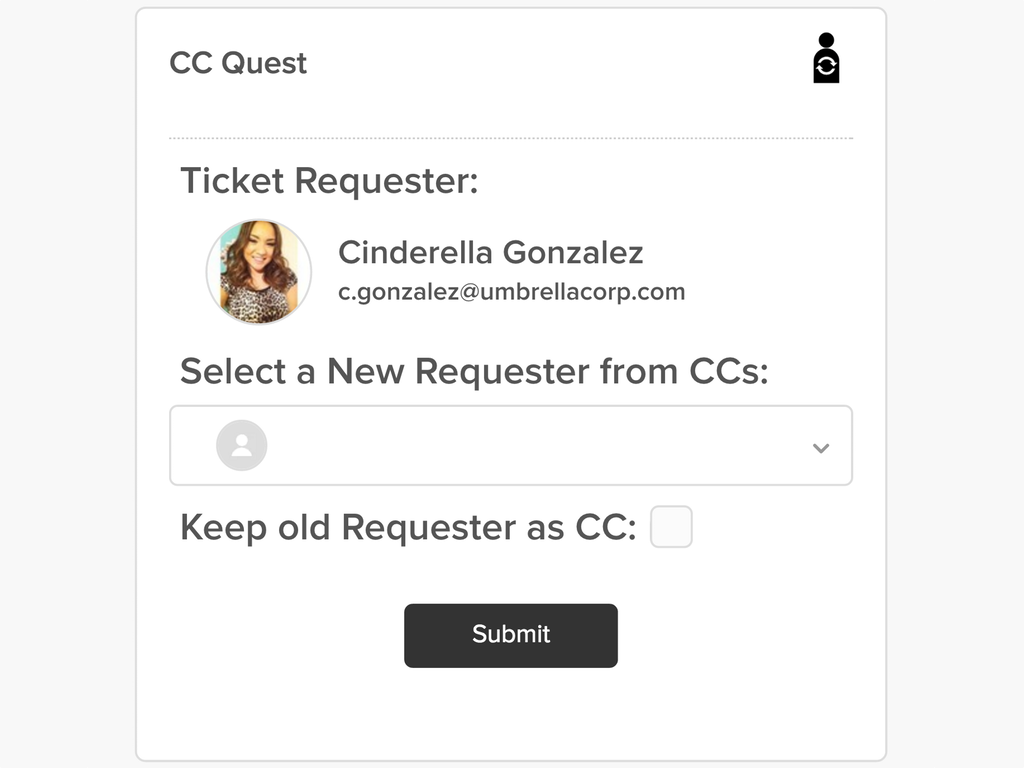 CC Quest
Ticket Requester:
Cinderella Gonzalez
c.gonzalez@umbrellacorp.com
Select a New Requester from CCs:
Keep old Requester as CC:
Submit